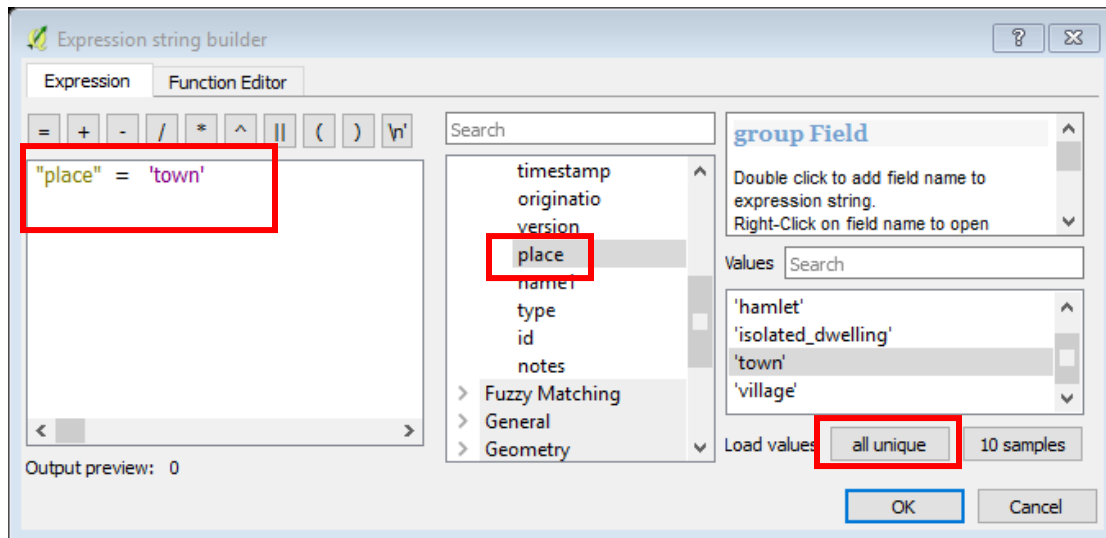 Expression string builder
Expression
Function Editor
= + - / * ^ || ( ) \n'
"place" = 'town'
Output preview: 0
Search
timestamp
originatio
version
place
name1
type
id
notes
Fuzzy Matching
General
Geometry
group Field
Double click to add field name to
expression string.
Right-Click on field name to open
Values Search
'hamlet'
'isolated_dwelling'
'town'
'village'
Load values all unique 10 samples
OK Cancel